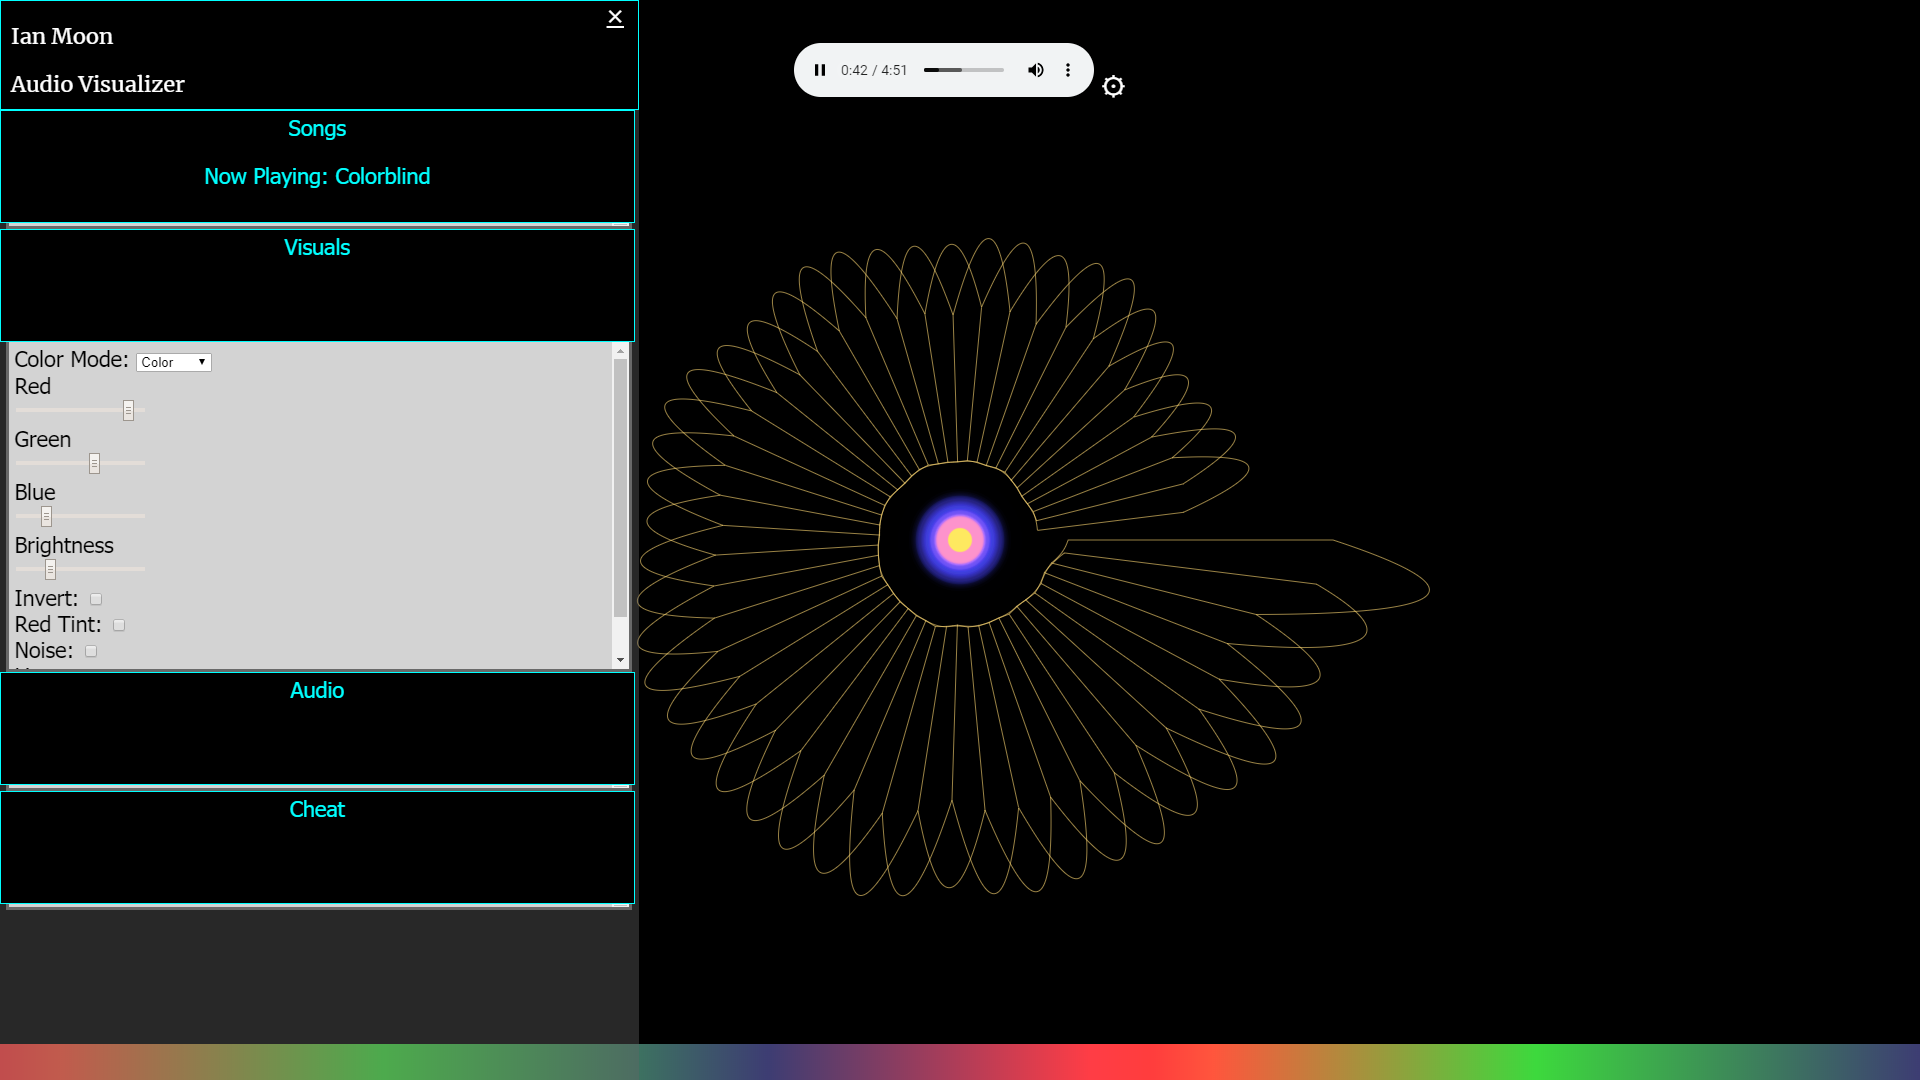 Ian Moon
×
Audio Visualizer
0:42 / 4:51
Songs
Now Playing: Colorblind
Visuals
Color Mode: Color
Red
Green
Blue
Brightness
Invert:
Red Tint:
Noise:
Audio
Cheat